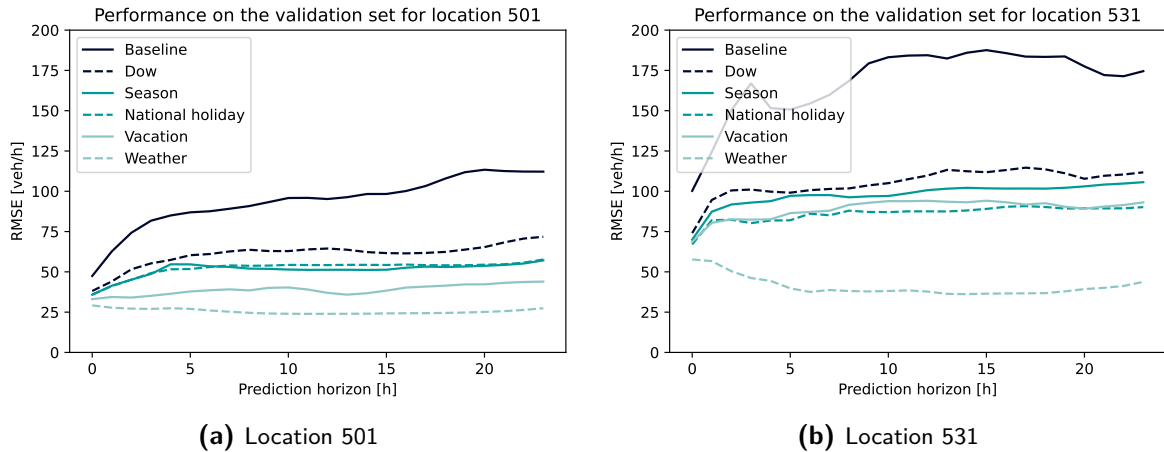 Performance on the validation set for location 501
200
175
150
125
100
75
50
25
0
RMSE [veh/h]
Baseline
Dow
Season
National holiday
Vacation
Weather
0 5 10 15 20
Prediction horizon [h]
(a) Location 501
Performance on the validation set for location 531
200
175
150
125
100
75
50
25
0
RMSE [veh/h]
Baseline
Dow
Season
National holiday
Vacation
Weather
0 5 10 15 20
Prediction horizon [h]
(b) Location 531